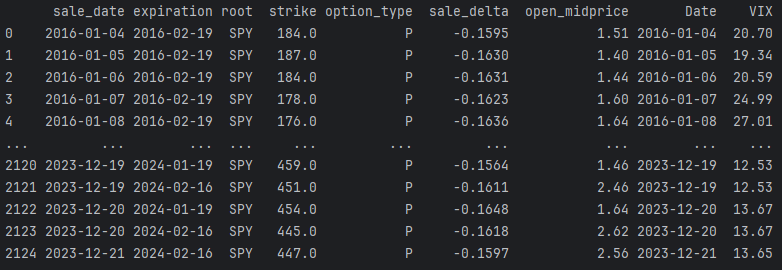 sale_date expiration root strike option_type sale_delta open_midprice Date VIX
0 2016-01-04 2016-02-19 SPY 184.0 P -0.1595 1.51 2016-01-04 20.70
1 2016-01-05 2016-02-19 SPY 187.0 P -0.1630 1.40 2016-01-05 19.34
2 2016-01-06 2016-02-19 SPY 184.0 P -0.1631 1.44 2016-01-06 20.59
3 2016-01-07 2016-02-19 SPY 178.0 P -0.1623 1.60 2016-01-07 24.99
4 2016-01-08 2016-02-19 SPY 176.0 P -0.1636 1.64 2016-01-08 27.01
... ... ... ... ... ... ... ... ... ...
2120 2023-12-19 2024-01-19 SPY 459.0 P -0.1564 1.46 2023-12-19 12.53
2121 2023-12-19 2024-02-16 SPY 451.0 P -0.1611 2.46 2023-12-19 12.53
2122 2023-12-20 2024-01-19 SPY 454.0 P -0.1648 1.64 2023-12-20 13.67
2123 2023-12-20 2024-02-16 SPY 445.0 P -0.1618 2.62 2023-12-20 13.67
2124 2023-12-21 2024-02-16 SPY 447.0 P -0.1597 2.56 2023-12-21 13.65